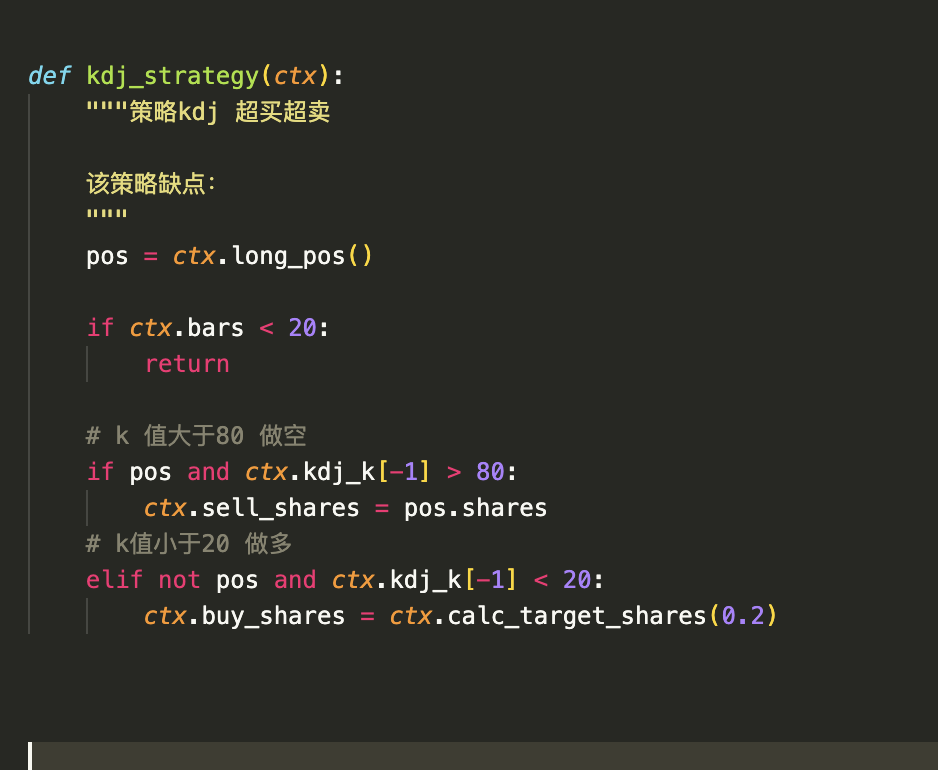 def kdj_strategy(ctx):
    """策略kdj 超买超卖

    该策略缺点:
    """
    pos = ctx.long_pos()

    if ctx.bars < 20:
        return

    # k 值大于80 做空
    if pos and ctx.kdj_k[-1] > 80:
        ctx.sell_shares = pos.shares
    # k值小于20 做多
    elif not pos and ctx.kdj_k[-1] < 20:
        ctx.buy_shares = ctx.calc_target_shares(0.2)